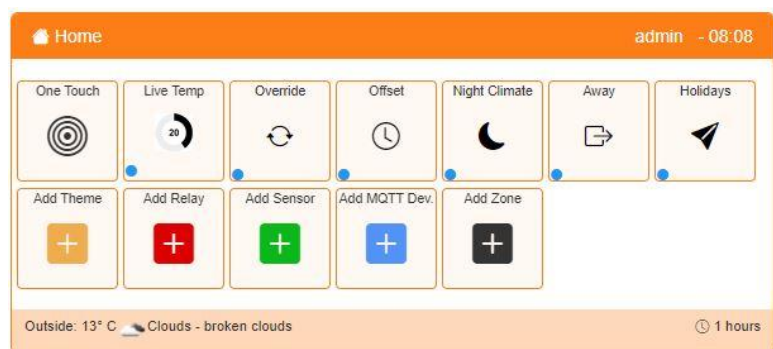 Home admin - 08:08
One Touch Live Temp Override Offset Night Climate Away Holidays
20
Add Theme Add Relay Add Sensor Add MQTT Dev. Add Zone
Outside: 13° C Clouds - broken clouds 1 hours